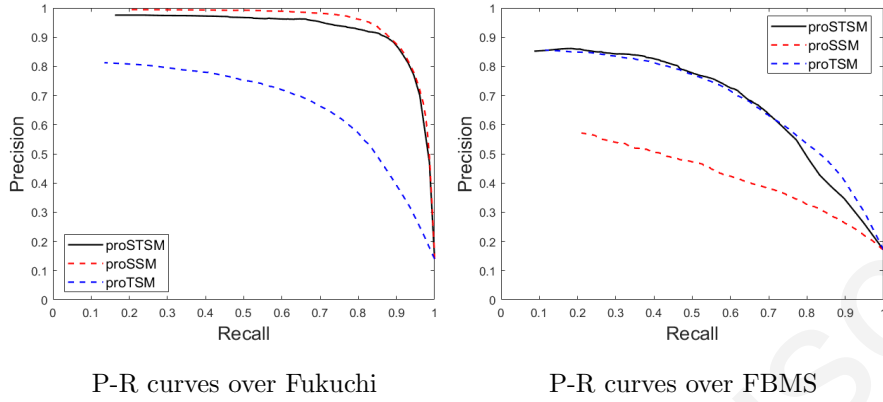 1
0.9
0.8
0.7
0.6
0.5
0.4
0.3
0.2
0.1
0
Precision
proSTSM
proSSM
proTSM
0 0.1 0.2 0.3 0.4 0.5 0.6 0.7 0.8 0.9 1
Recall
P-R curves over Fukuchi
1
0.9
0.8
0.7
0.6
0.5
0.4
0.3
0.2
0.1
0
Precision
proSTSM
proSSM
proTSM
0 0.1 0.2 0.3 0.4 0.5 0.6 0.7 0.8 0.9 1
Recall
P-R curves over FBMS